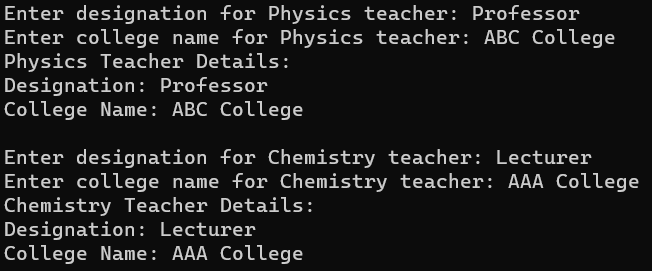 Enter designation for Physics teacher: Professor
Enter college name for Physics teacher: ABC College
Physics Teacher Details:
Designation: Professor
College Name: ABC College
Enter designation for Chemistry teacher: Lecturer
Enter college name for Chemistry teacher: AAA College
Chemistry Teacher Details:
Designation: Lecturer
College Name: AAA College